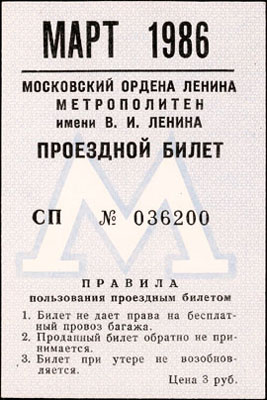 МАРТ 1986
МОСКОВСКИЙ ОРДЕНА ЛЕНИНА
МЕТРОПОЛИТЕН
имени В. И. ЛЕНИНА
ПРОЕЗДНОЙ БИЛЕТ
СП № 036200
М
ПРАВИЛА
пользования проездным билетом
1. Билет не дает права на бесплат-
ный провоз багажа.
2. Проданный билет обратно не при-
нимается.
3. Билет при утере не возобнов-
ляется.
Цена 3 руб.